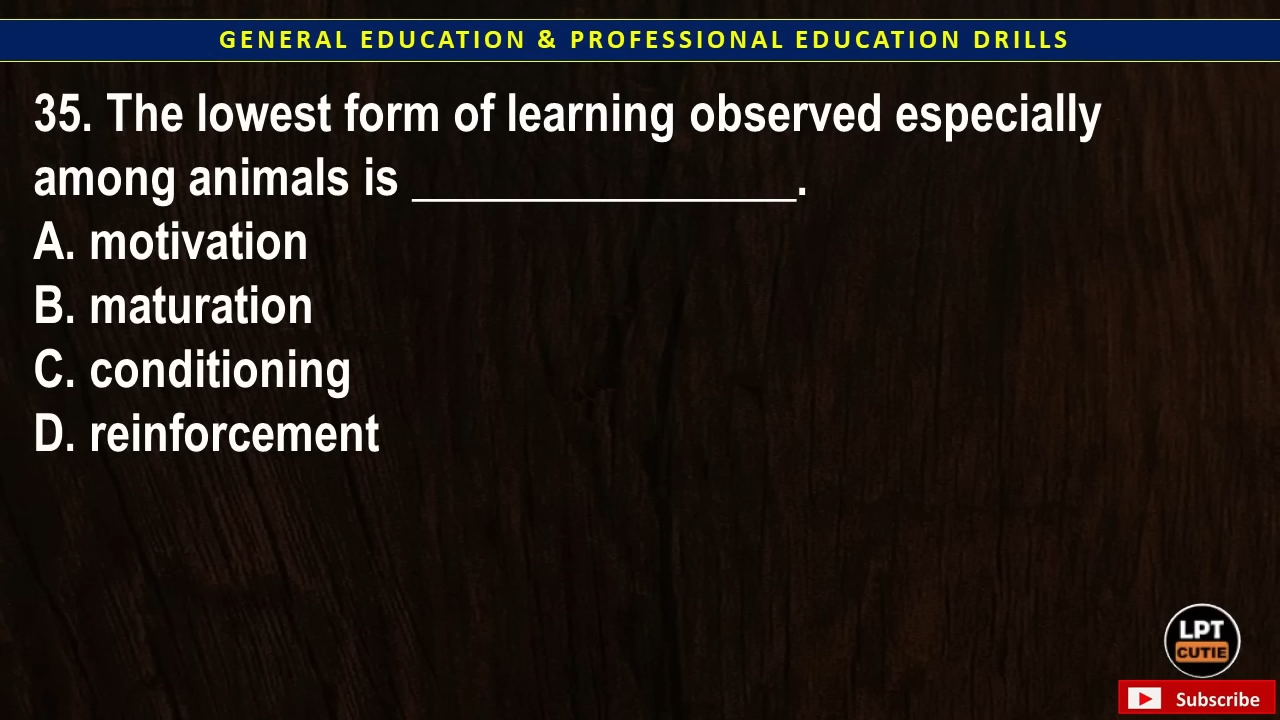 GENERAL EDUCATION & PROFESSIONAL EDUCATION DRILLS
35. The lowest form of learning observed especially
among animals is _________________.
A. motivation
B. maturation
C. conditioning
D. reinforcement
LPT
CUTIE
Subscribe